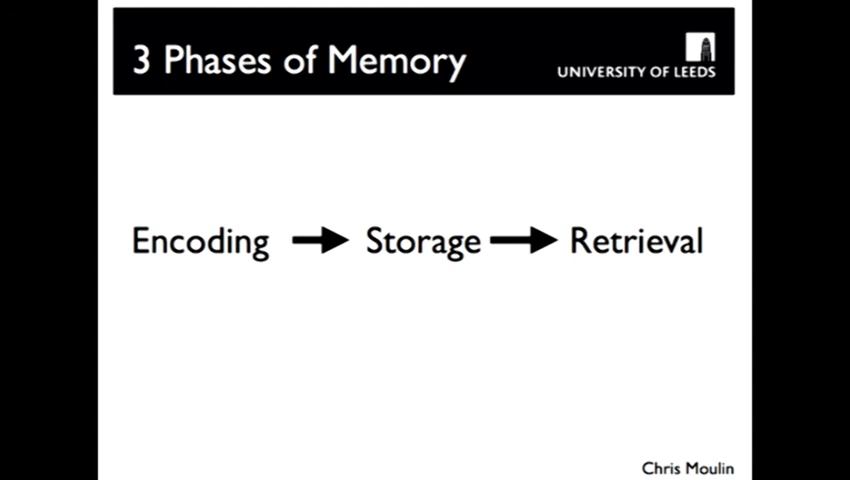 3 Phases of Memory
UNIVERSITY OF LEEDS
Encoding → Storage → Retrieval
Chris Moulin